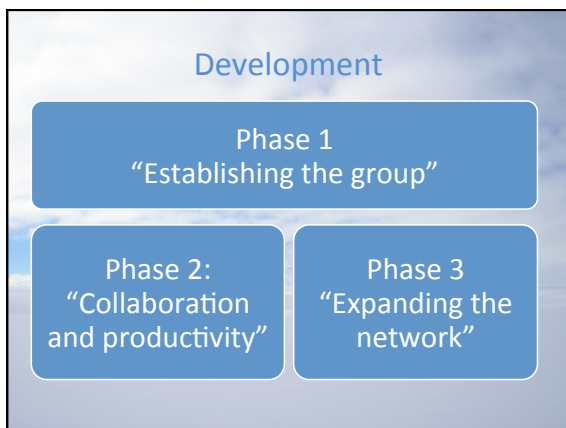 Development
Phase 1
“Establishing the group”
Phase 2:
“Collaboration
and productivity”
Phase 3
“Expanding the
network”